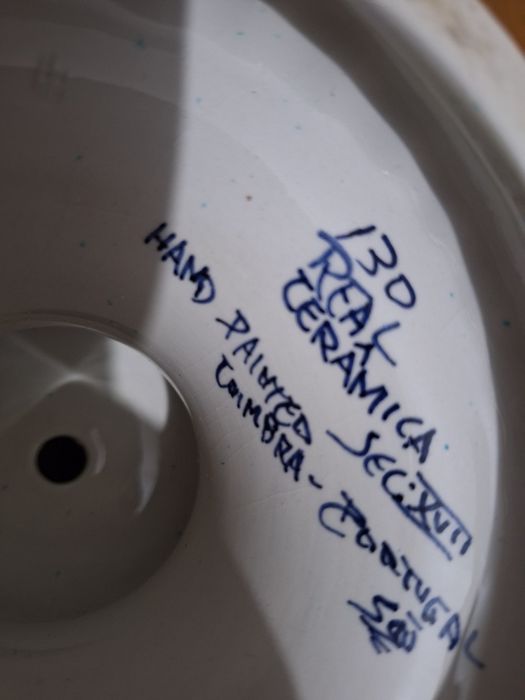 130
REAL
CERAMICA
SEC: XVII
HAND PAINTED
COIMBRA - PORTUGAL